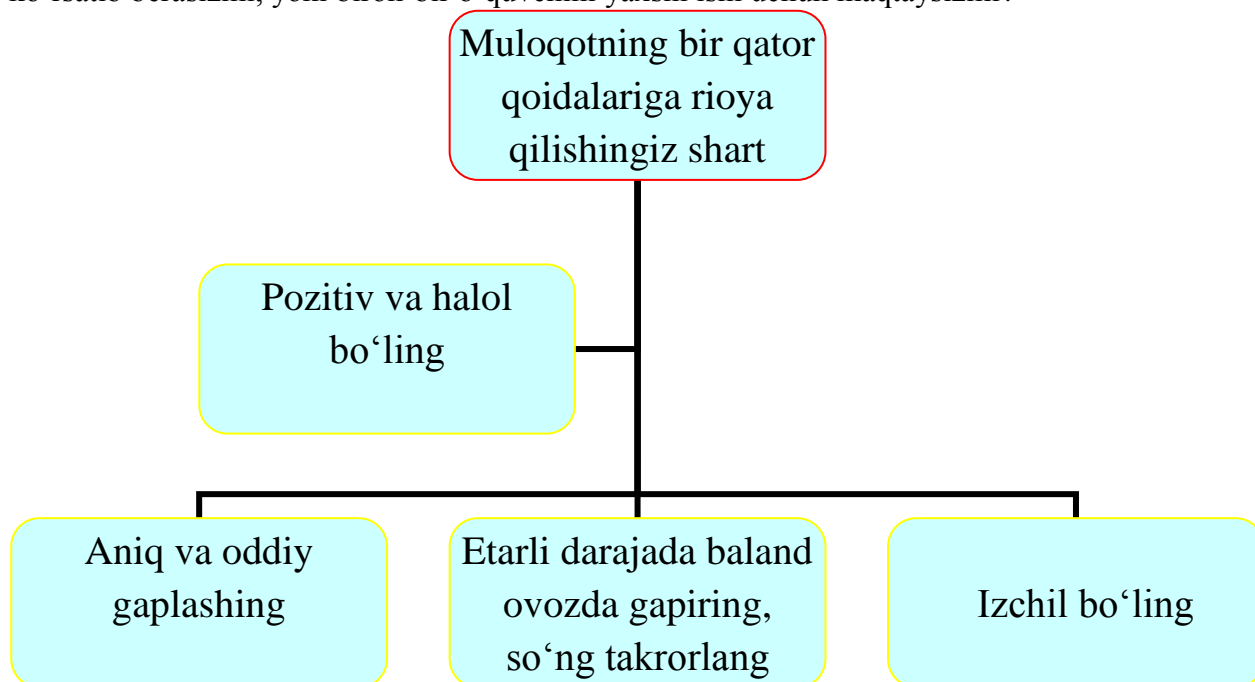 Muloqotning bir qator
qoidalariga rioya
qilishingiz shart
Pozitiv va halol
bo‘ling
Aniq va oddiy
gaplashing
Etarli darajada baland
ovozda gapiring,
so‘ng takrorlang
Izchil bo‘ling